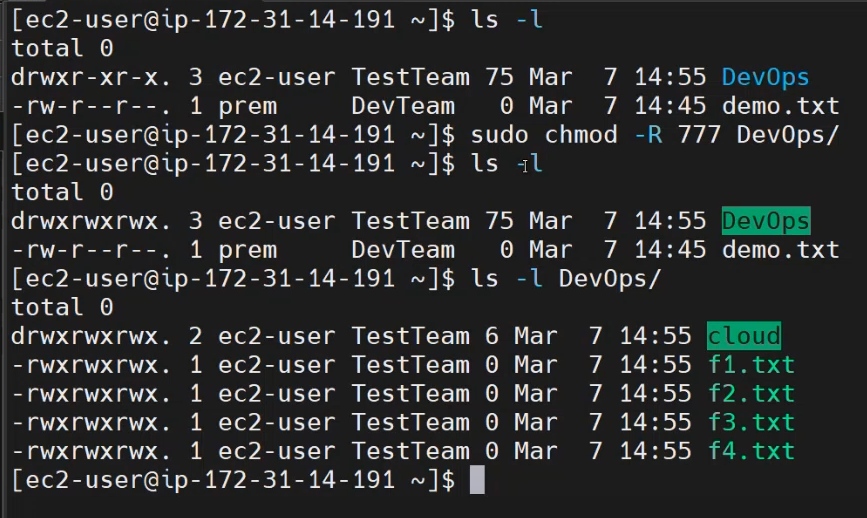 [ec2-user@ip-172-31-14-191 ~]$ ls -l
total 0
drwxr-xr-x. 3 ec2-user TestTeam 75 Mar  7 14:55 DevOps
-rw-r--r--. 1 prem     DevTeam   0 Mar  7 14:45 demo.txt
[ec2-user@ip-172-31-14-191 ~]$ sudo chmod -R 777 DevOps/
[ec2-user@ip-172-31-14-191 ~]$ ls -l
total 0
drwxrwxrwx. 3 ec2-user TestTeam 75 Mar  7 14:55 DevOps
-rw-r--r--. 1 prem     DevTeam   0 Mar  7 14:45 demo.txt
[ec2-user@ip-172-31-14-191 ~]$ ls -l DevOps/
total 0
drwxrwxrwx. 2 ec2-user TestTeam 6 Mar  7 14:55 cloud
-rwxrwxrwx. 1 ec2-user TestTeam 0 Mar  7 14:55 f1.txt
-rwxrwxrwx. 1 ec2-user TestTeam 0 Mar  7 14:55 f2.txt
-rwxrwxrwx. 1 ec2-user TestTeam 0 Mar  7 14:55 f3.txt
-rwxrwxrwx. 1 ec2-user TestTeam 0 Mar  7 14:55 f4.txt
[ec2-user@ip-172-31-14-191 ~]$